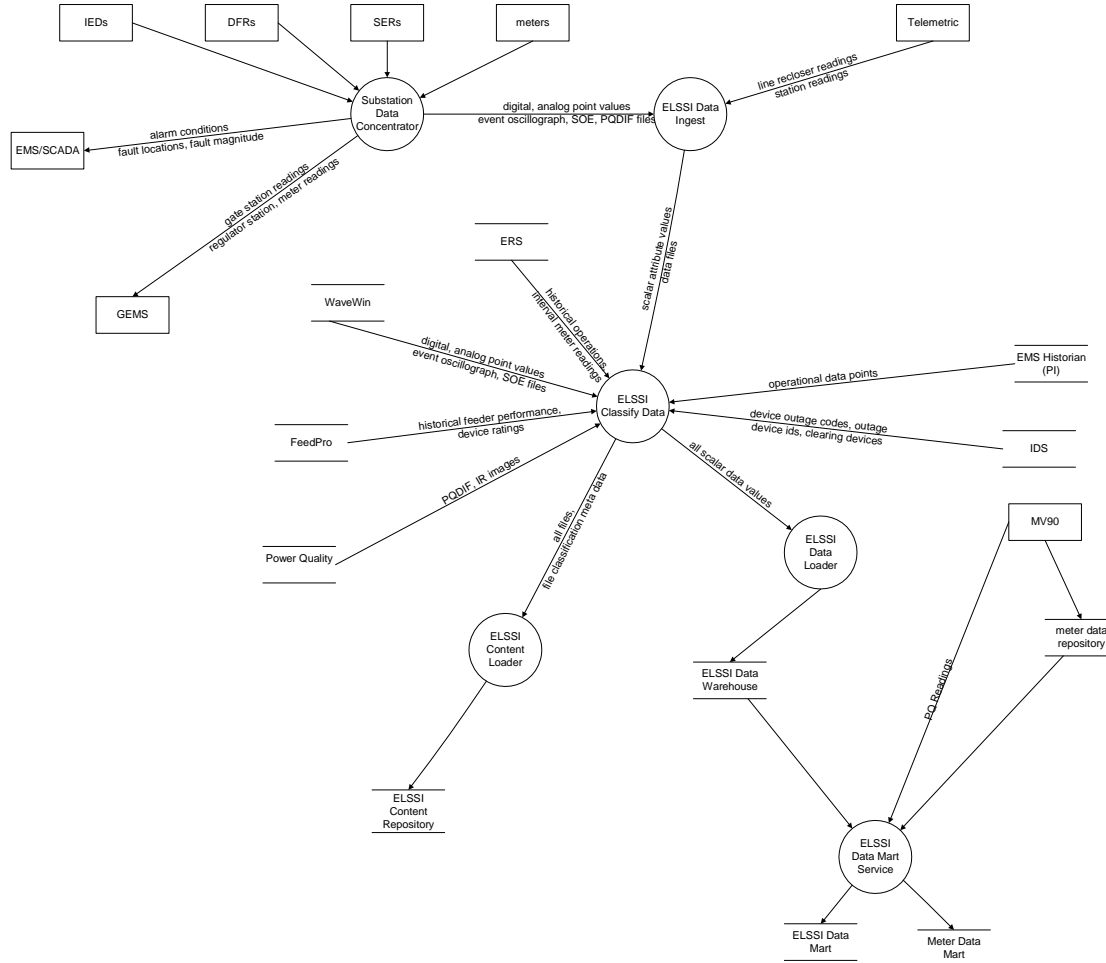 IEDs
DFRs
SERs
meters
Telemetric
line recloser readings
station readings
Substation
Data
Concentrator
digital, analog point values
event oscillograph, SOE, PQDIF files
ELSSI Data
Ingest
alarm conditions
fault locations, fault magnitude
EMS/SCADA
gate station readings
regulator station, meter readings
GEMS
scalar attribute values
data files
ERS
historical operations,
interval meter readings
WaveWin
digital, analog point values
event oscillograph, SOE files
EMS Historian
(PI)
operational data points
ELSSI
Classify Data
historical feeder performance,
device ratings
FeedPro
device outage codes, outage
device ids, clearing devices
IDS
PQDIF, IR images
Power Quality
all files,
file classification meta data
all scalar data values
MV90
ELSSI
Data
Loader
ELSSI
Content
Loader
meter data
repository
ELSSI Data
Warehouse
PQ Readings
ELSSI
Content
Repository
ELSSI
Data Mart
Service
ELSSI Data
Mart
Meter Data
Mart